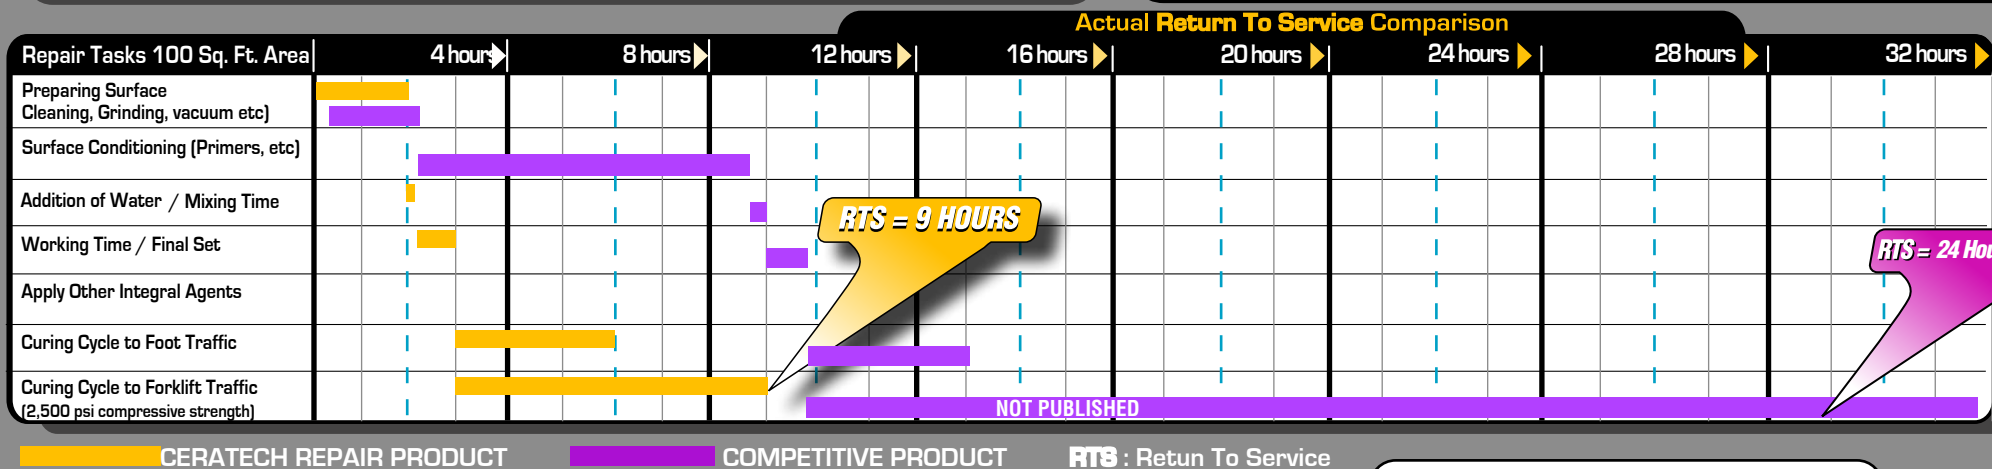 Actual Return To Service Comparison
Repair Tasks 100 Sq. Ft. Area 4 hours 8 hours 12 hours 16 hours 20 hours 24 hours 28 hours 32 hours
Preparing Surface
Cleaning, Grinding, vacuum etc)
Surface Conditioning (Primers, etc)
Addition of Water / Mixing Time
RTS = 9 HOURS
Working Time / Final Set
RTS = 24 Hou
Apply Other Integral Agents
Curing Cycle to Foot Traffic
Curing Cycle to Forklift Traffic
(2,500 psi compressive strength)
NOT PUBLISHED
CERATECH REPAIR PRODUCT COMPETITIVE PRODUCT RTS : Retun To Service